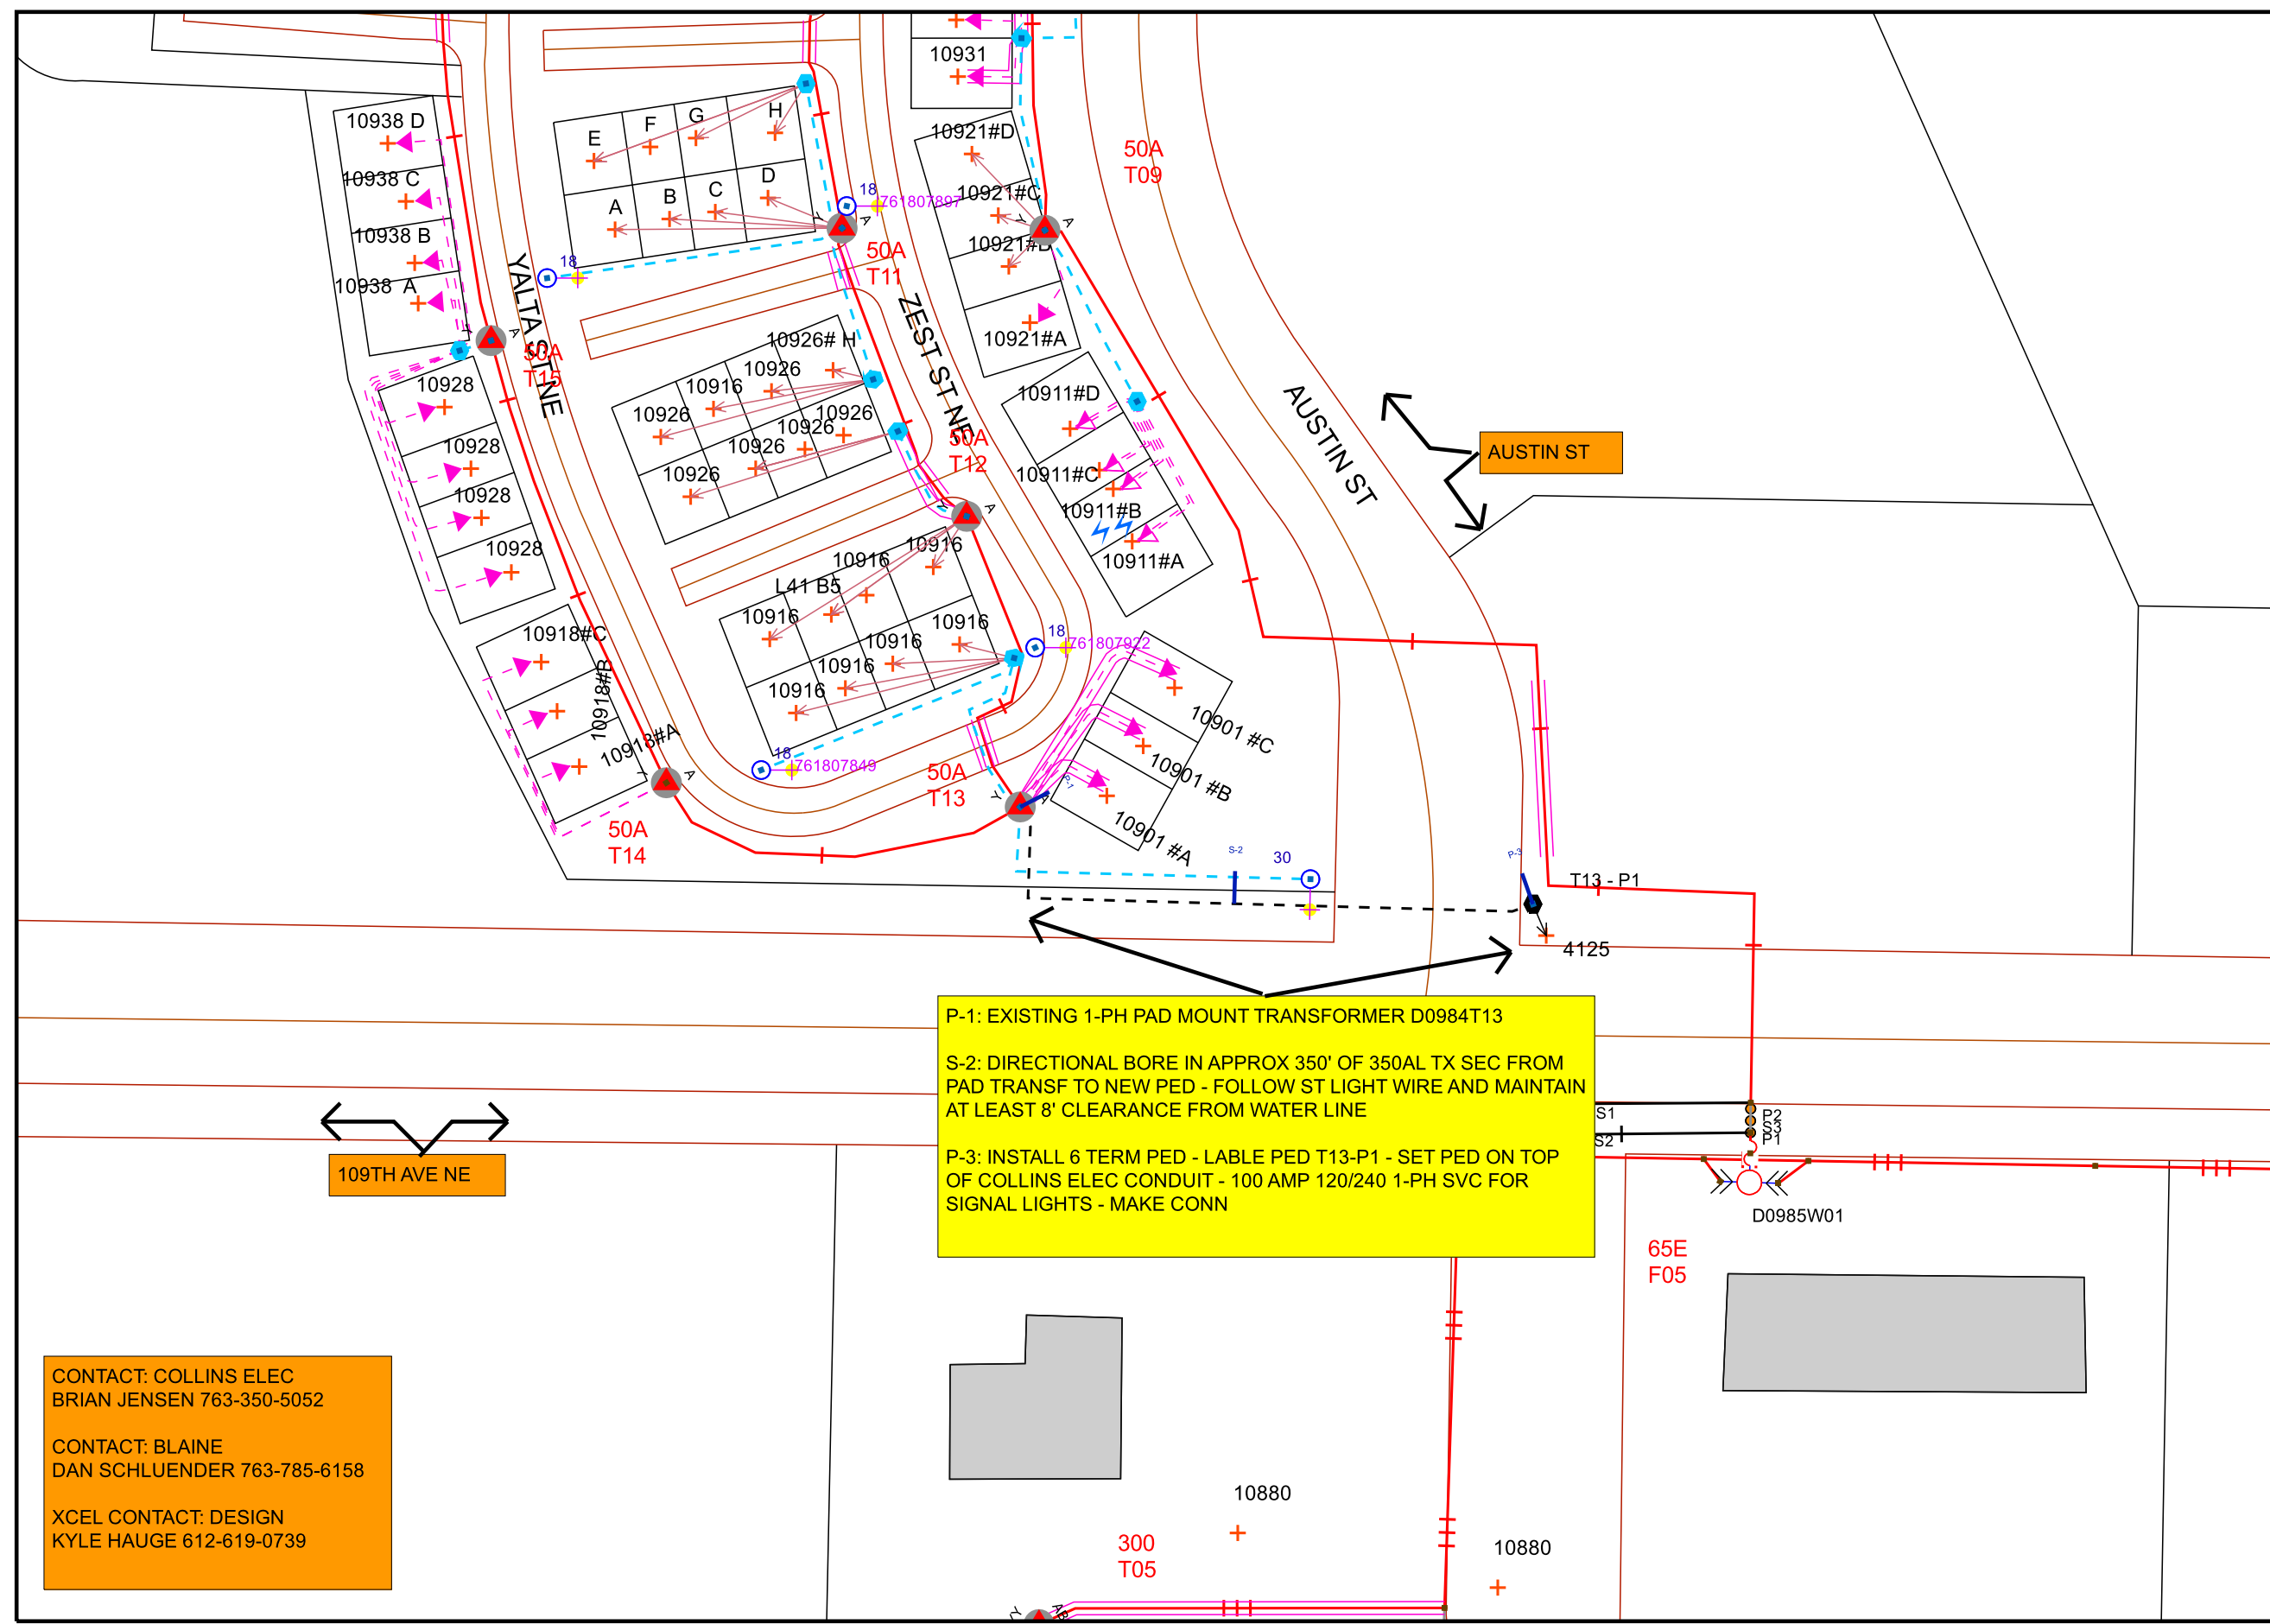 10931
10938 D
10938 C
10938 B
10938 A
E
F
G
H
A
B
C
D
18
761807897
Y
A
50A
T11
18
10921#D
10921#C
10921#B
10921#A
Y
A
50A
T09
YALTA ST NE
ZEST ST NE
AUSTIN ST
AUSTIN ST
Y
A
50A
T15
10926# H
10926
10916
10926
10926
10926
10926
10926
50A
T12
10928
10928
10928
10928
10911#D
10911#C
10911#B
10911#A
Y
A
10916
10916
L41 B5
10916
10916
10916
10916
10916
18
761807922
10918#C
10918#B
10918#A
Y
A
50A
T14
18
761807849
50A
T13
Y
A
P-1
10901 #C
10901 #B
10901 #A
S-2
30
P-3
T13 - P1
4125
P-1: EXISTING 1-PH PAD MOUNT TRANSFORMER D0984T13
S-2: DIRECTIONAL BORE IN APPROX 350' OF 350AL TX SEC FROM
PAD TRANSF TO NEW PED - FOLLOW ST LIGHT WIRE AND MAINTAIN
AT LEAST 8' CLEARANCE FROM WATER LINE
P-3: INSTALL 6 TERM PED - LABLE PED T13-P1 - SET PED ON TOP
OF COLLINS ELEC CONDUIT - 100 AMP 120/240 1-PH SVC FOR
SIGNAL LIGHTS - MAKE CONN
109TH AVE NE
S1
S2
P2
S3
P1
D0985W01
65E
F05
CONTACT: COLLINS ELEC
BRIAN JENSEN 763-350-5052
CONTACT: BLAINE
DAN SCHLUENDER 763-785-6158
XCEL CONTACT: DESIGN
KYLE HAUGE 612-619-0739
10880
300
T05
10880
Y